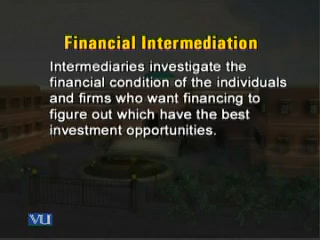 Financial Intermediation
Intermediaries investigate the
financial condition of the individuals
and firms who want financing to
figure out which have the best
investment opportunities.
VU